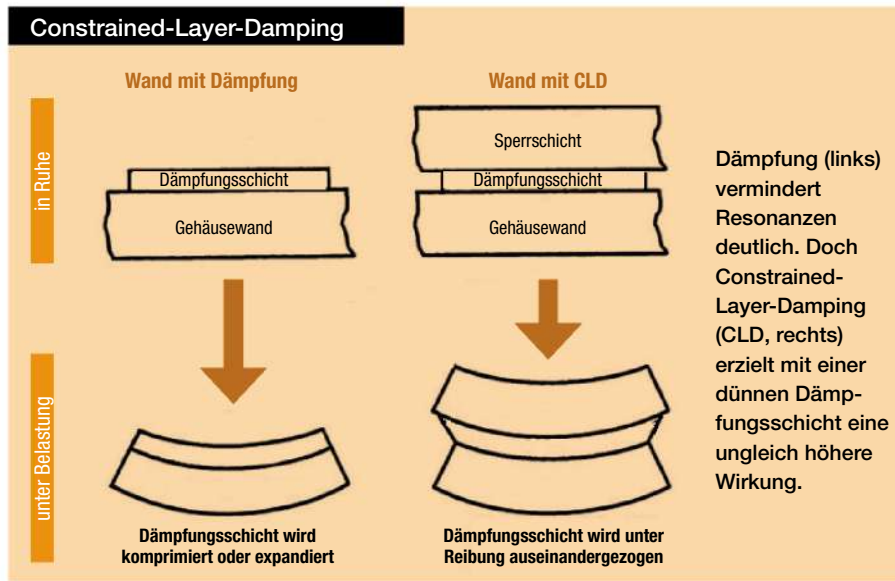 Constrained-Layer-Damping
Wand mit Dämpfung
Wand mit CLD
in Ruhe
Sperrschicht
Dämpfungsschicht
Dämpfungsschicht
Gehäusewand
Gehäusewand
Dämpfung (links)
vermindert
Resonanzen
deutlich. Doch
Constrained-
Layer-Damping
(CLD, rechts)
erzielt mit einer
dünnen Dämp-
fungsschicht eine
ungleich höhere
Wirkung.
unter Belastung
Dämpfungsschicht wird
komprimiert oder expandiert
Dämpfungsschicht wird unter
Reibung auseinandergezogen